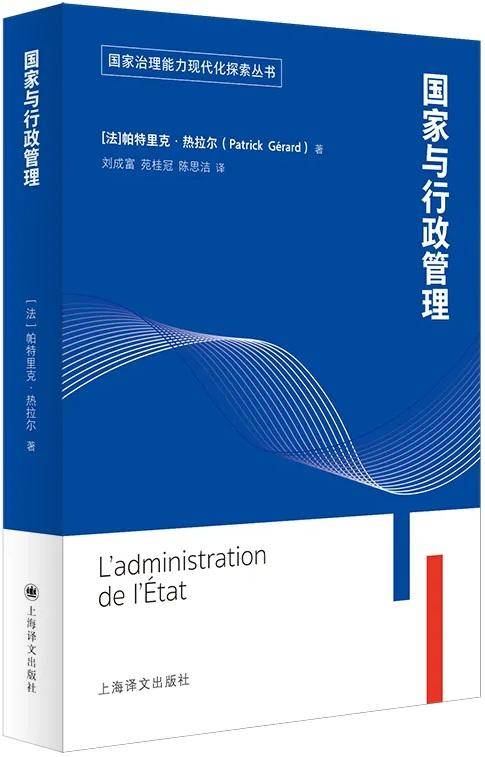 国家治理能力现代化探索丛书
[法]帕特里克·热拉尔（Patrick Gérard）著
刘成富 苑桂冠 陈思洁 译
国家与行政管理
L'administration
de l'État
上海译文出版社
国家与行政管理
［法］帕特里克·热拉尔 著
上海译文出版社